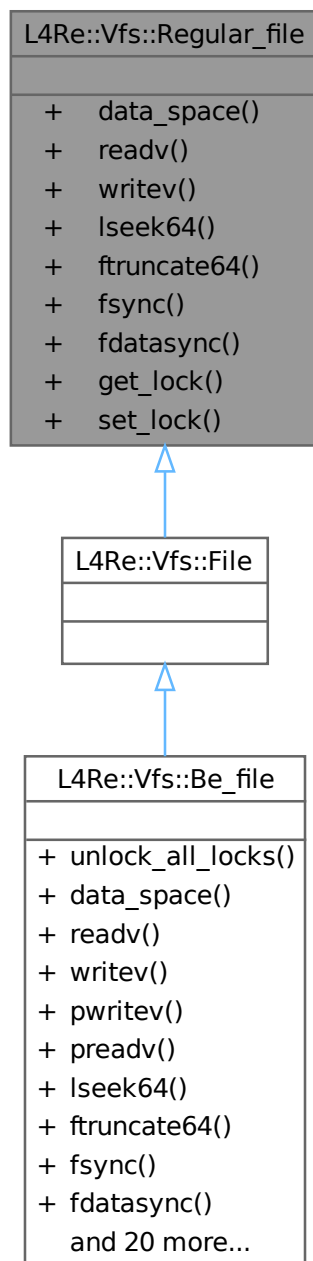 L4Re::Vfs::Regular_file
+ data_space()
+ readv()
+ writev()
+ lseek64()
+ ftruncate64()
+ fsync()
+ fdatasync()
+ get_lock()
+ set_lock()
L4Re::Vfs::File
L4Re::Vfs::Be_file
+ unlock_all_locks()
+ data_space()
+ readv()
+ writev()
+ pwritev()
+ preadv()
+ lseek64()
+ ftruncate64()
+ fsync()
+ fdatasync()
and 20 more...